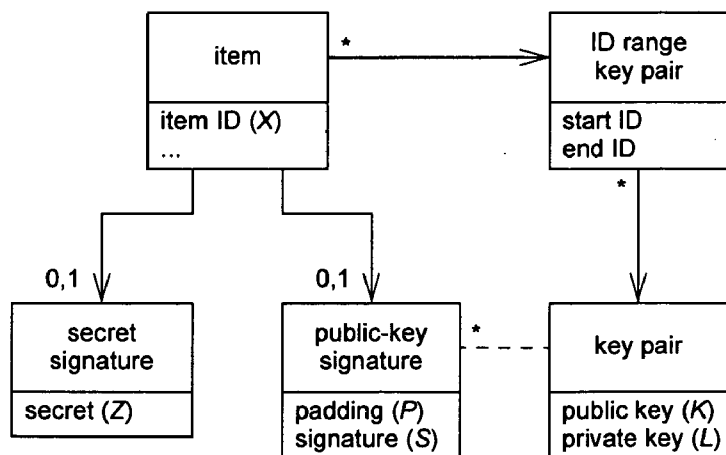 item
item ID (X)
...
*
ID range
key pair
start ID
end ID
*
0,1
0,1
secret
signature
secret (Z)
public-key
signature
padding (P)
signature (S)
*
key pair
public key (K)
private key (L)